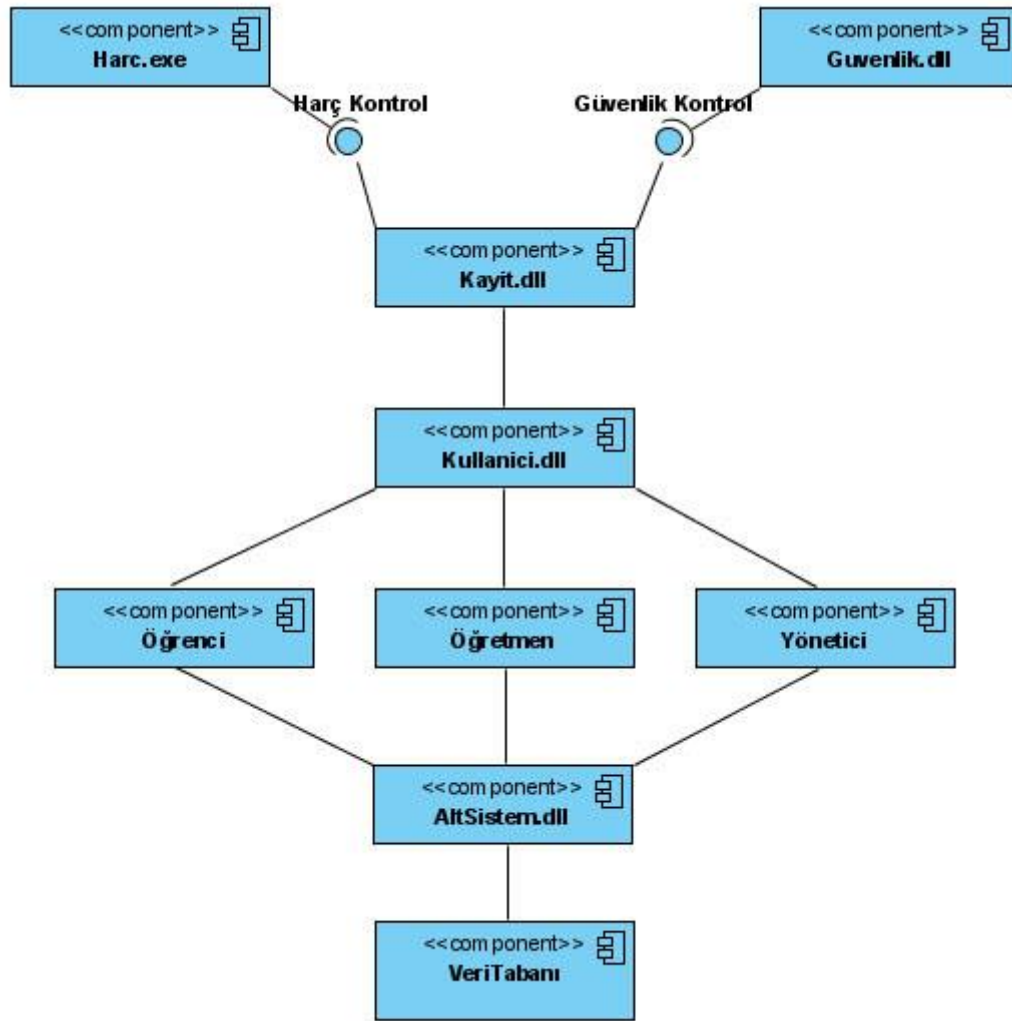 <<component>>
Harc.exe
<<component>>
Guvenlik.dll
Harç Kontrol
Güvenlik Kontrol
<<component>>
Kayit.dll
<<component>>
Kullanici.dll
<<component>>
Öğrenci
<<component>>
Öğretmen
<<component>>
Yönetici
<<component>>
AltSistem.dll
<<component>>
VeriTabanı